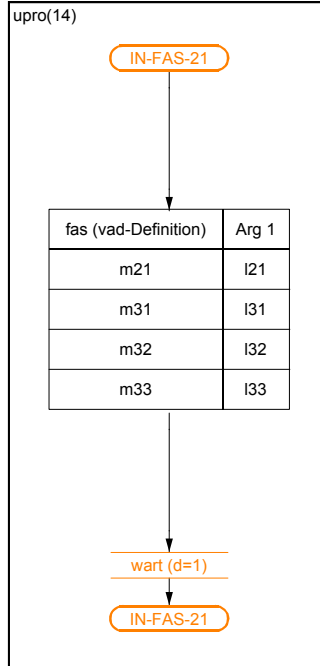 upro(14)
IN-FAS-21
fas (vad-Definition) Arg 1
m21 l21
m31 l31
m32 l32
m33 l33
wart (d=1)
IN-FAS-21